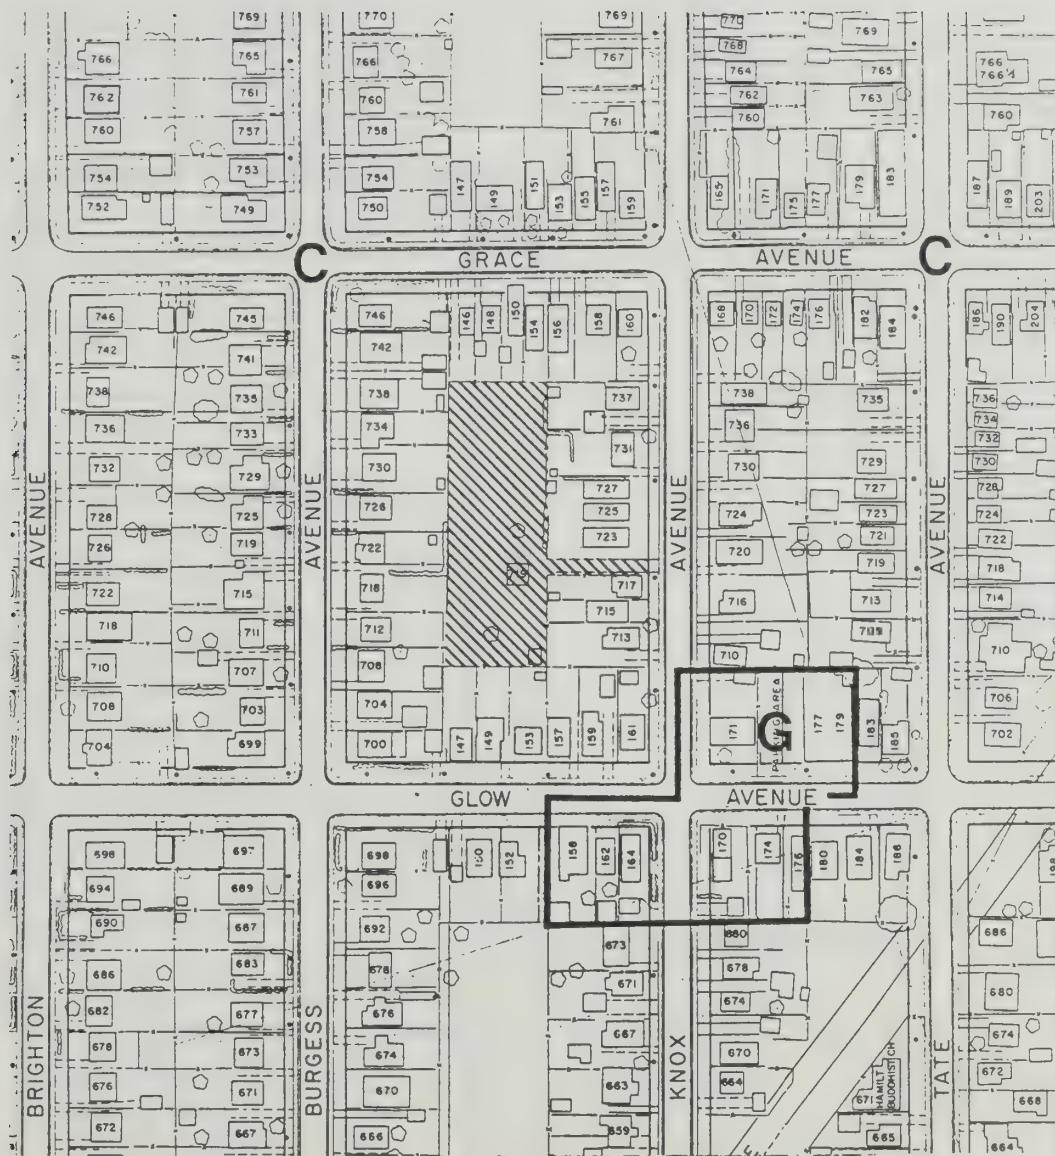 769 770 769 770 769
766 765 766 767 768 764 765 766 766½
762 761 760 762 763
760 757 758 761 760 760
754 753 754 147 149 151 153 155 157 159 165 171 175 177 179 183 187 189 203
752 749 750
C GRACE AVENUE C
746 745 746 146 148 150 154 156 158 160 168 170 172 174 176 182 184 186 190 204
742 741 742
738 735 738 737 738 735 736
736 733 734 731 736 734
732 729 730 730 729 732 730
728 725 726 727 725 724 727 723 728 724
726 719 722 723 720 721 722
722 715 718 717 719 718
718 711 712 715 716 713 714
710 707 708 713 710 710
708 703 704 706
704 699 700 147 149 153 157 159 161 171 PARKING AREA G 177 179 183 185 702
AVENUE AVENUE AVENUE AVENUE
GLOW AVENUE
698 697 698 150 152 158 162 164 170 174 176 180 184 186 198
694 689 696
690 687 692 673 680 686
686 683 678 671 678 680
682 677 676 667 674 674
678 673 674 670 672
676 671 670 663 664 671 HAMILT BUDDHIST CH 668
672 667 666 659 665 664
BRIGHTON BURGESS KNOX TATE